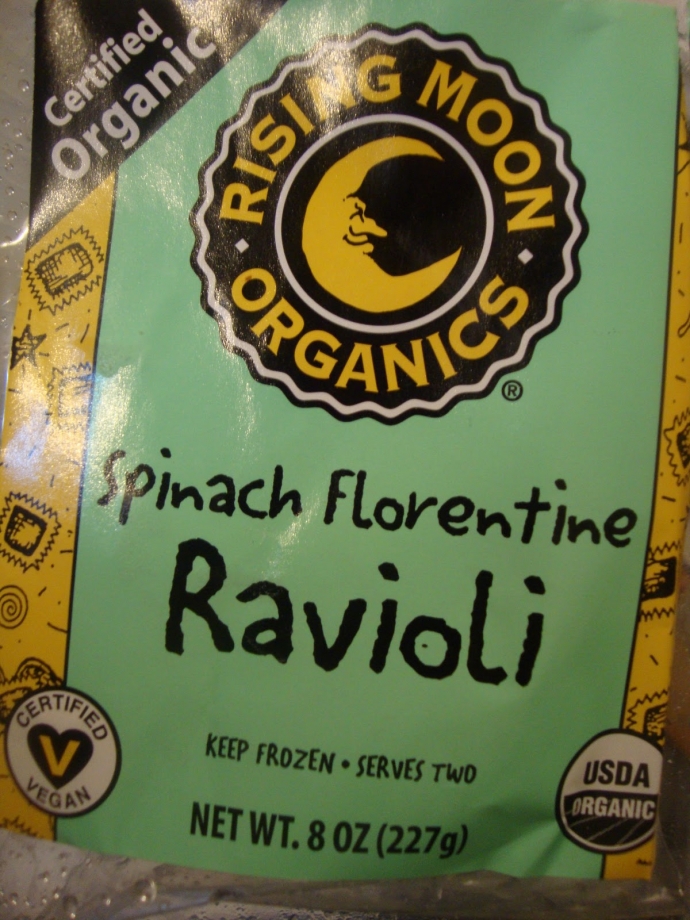 Certified
Organic
RISING MOON
· ORGANICS ·
®
Spinach Florentine
Ravioli
CERTIFIED
V
VEGAN
KEEP FROZEN • SERVES TWO
NET WT. 8 OZ (227g)
USDA
ORGANIC